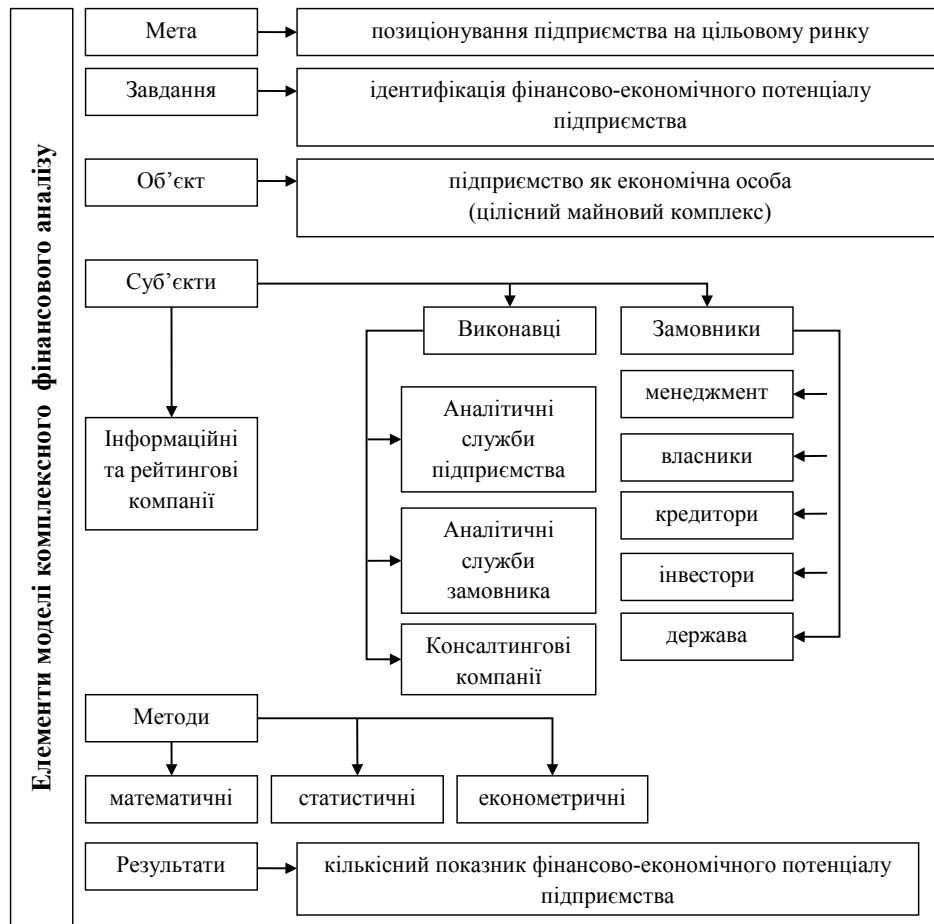 Елементи моделі комплексного фінансового аналізу
Мета
позиціонування підприємства на цільовому ринку
Завдання
ідентифікація фінансово-економічного потенціалу
підприємства
Об’єкт
підприємство як економічна особа
(цілісний майновий комплекс)
Суб’єкти
Інформаційні
та рейтингові
компанії
Виконавці
Аналітичні
служби
підприємства
Аналітичні
служби
замовника
Консалтингові
компанії
Замовники
менеджмент
власники
кредитори
інвестори
держава
Методи
математичні
статистичні
економетричні
Результати
кількісний показник фінансово-економічного потенціалу
підприємства